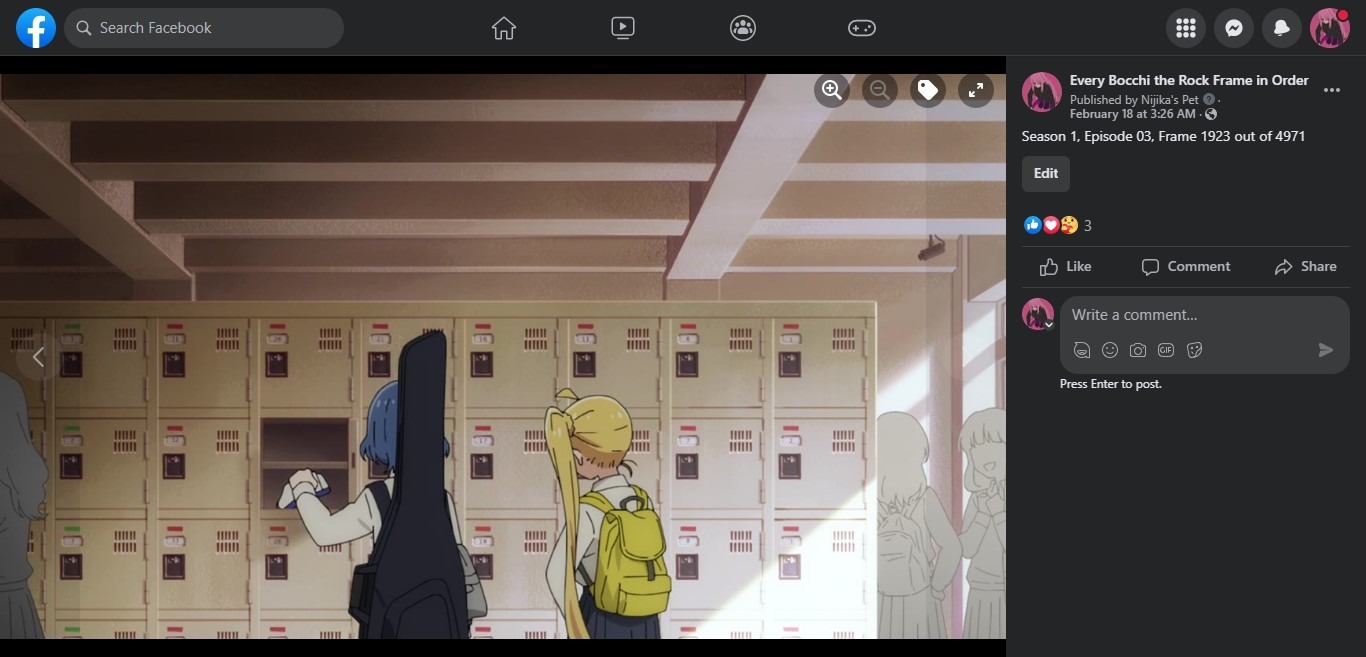 Search Facebook
Every Bocchi the Rock Frame in Order
Published by Nijika's Pet ? ·
February 18 at 3:26 AM ·
Season 1, Episode 03, Frame 1923 out of 4971
Edit
3
Like
Comment
Share
Write a comment...
GIF
Press Enter to post.